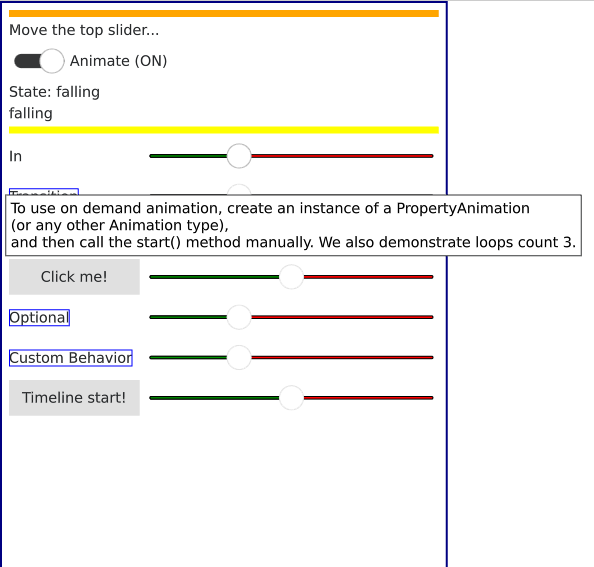 Move the top slider...
Animate (ON)
State: falling
falling
In
Transition
To use on demand animation, create an instance of a PropertyAnimation
(or any other Animation type),
and then call the start() method manually. We also demonstrate loops count 3.
Click me!
Optional
Custom Behavior
Timeline start!